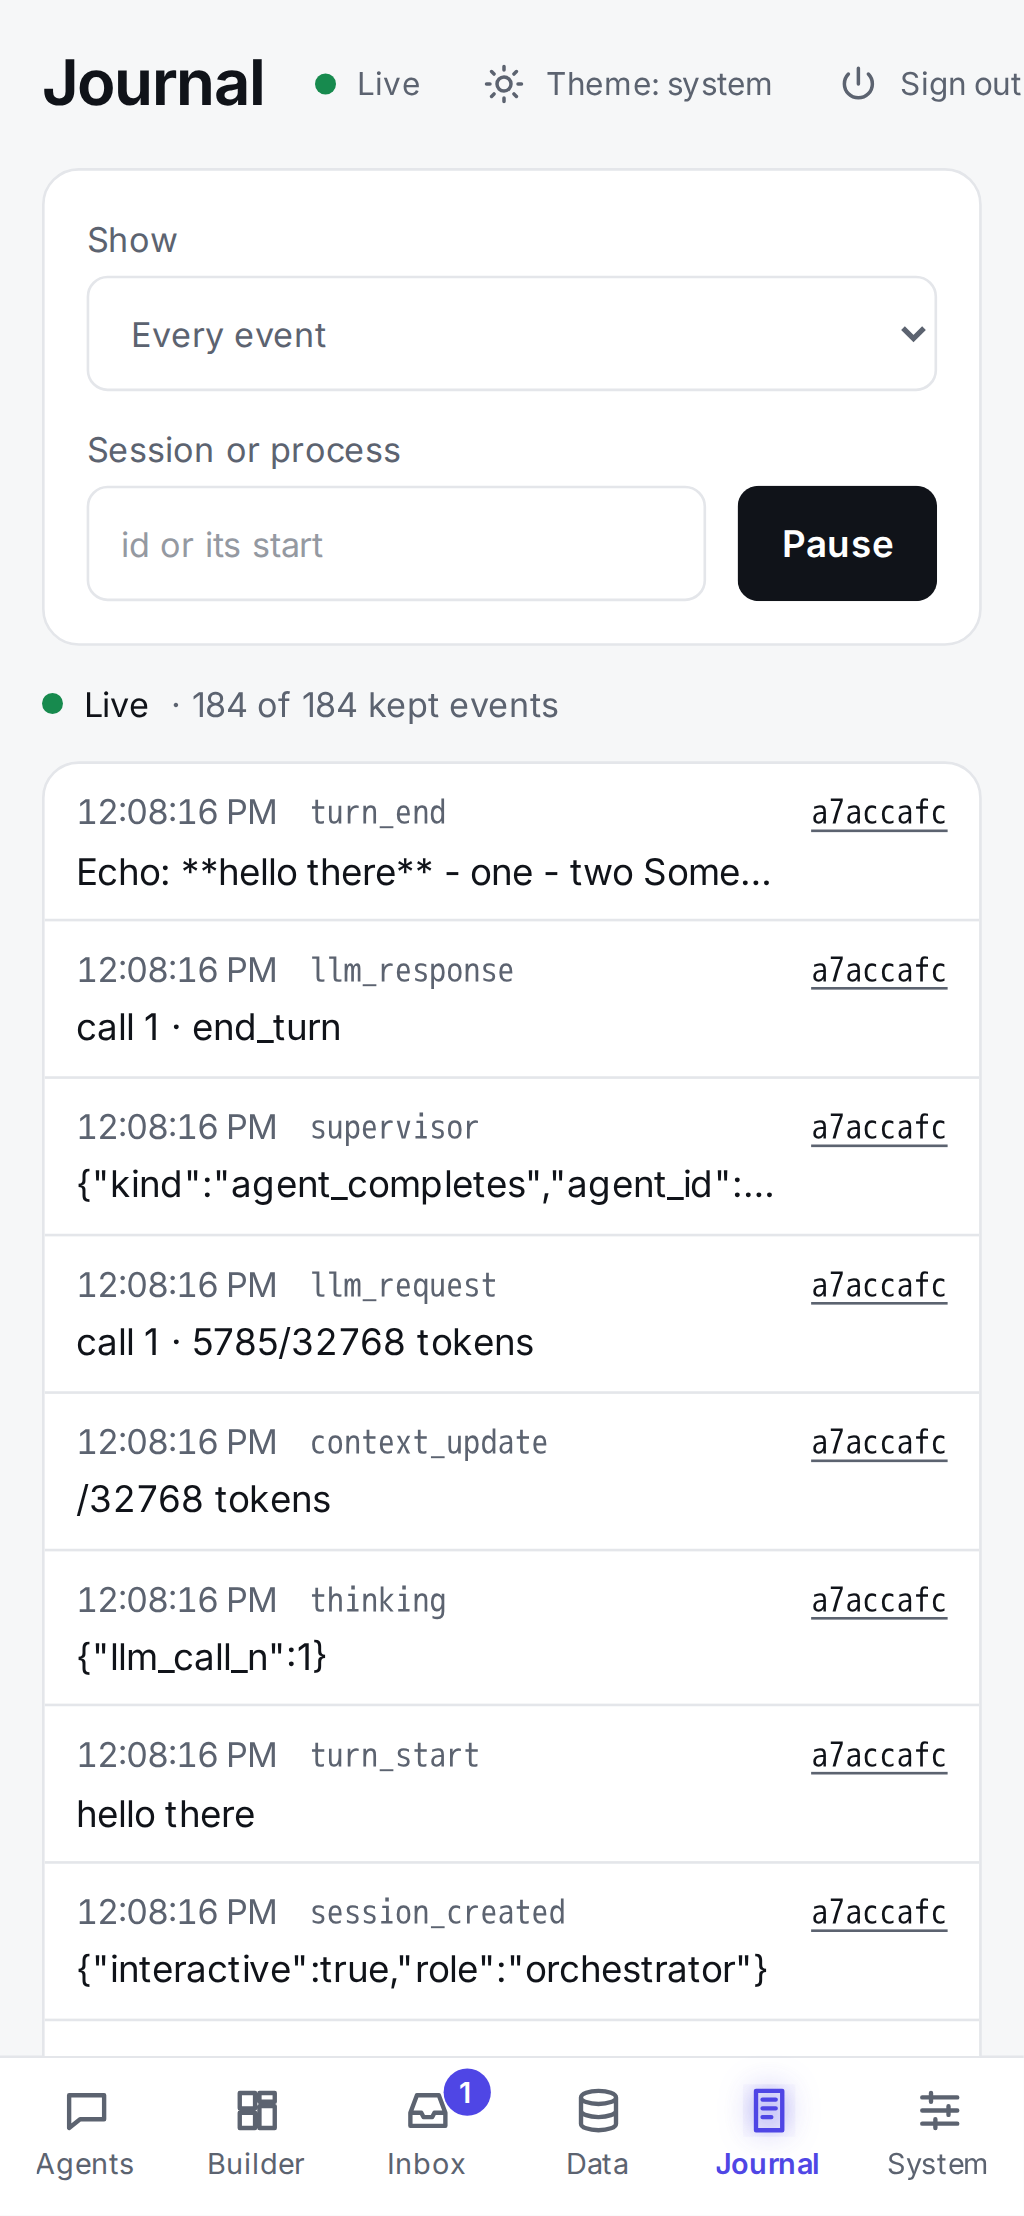 Journal Live Theme: system Sign out
Show
Every event
Session or process
id or its start Pause
Live · 184 of 184 kept events
12:08:16 PM turn_end a7accafc
Echo: **hello there** - one - two Some...
12:08:16 PM llm_response a7accafc
call 1 · end_turn
12:08:16 PM supervisor a7accafc
{"kind":"agent_completes","agent_id":...
12:08:16 PM llm_request a7accafc
call 1 · 5785/32768 tokens
12:08:16 PM context_update a7accafc
/32768 tokens
12:08:16 PM thinking a7accafc
{"llm_call_n":1}
12:08:16 PM turn_start a7accafc
hello there
12:08:16 PM session_created a7accafc
{"interactive":true,"role":"orchestrator"}
1
Agents Builder Inbox Data Journal System